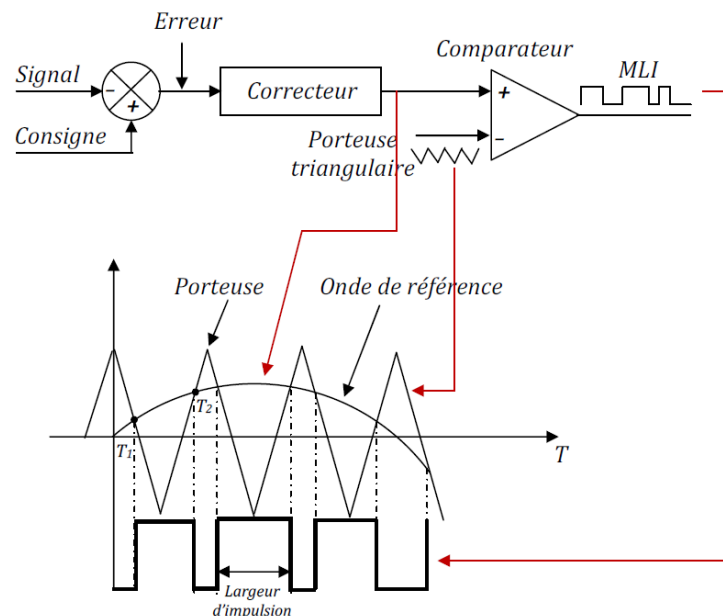 Erreur
Comparateur
MLI
Signal
-
+
Correcteur
+
-
Consigne
Porteuse
triangulaire
Porteuse
Onde de référence
T1
T2
T
Largeur
d'impulsion